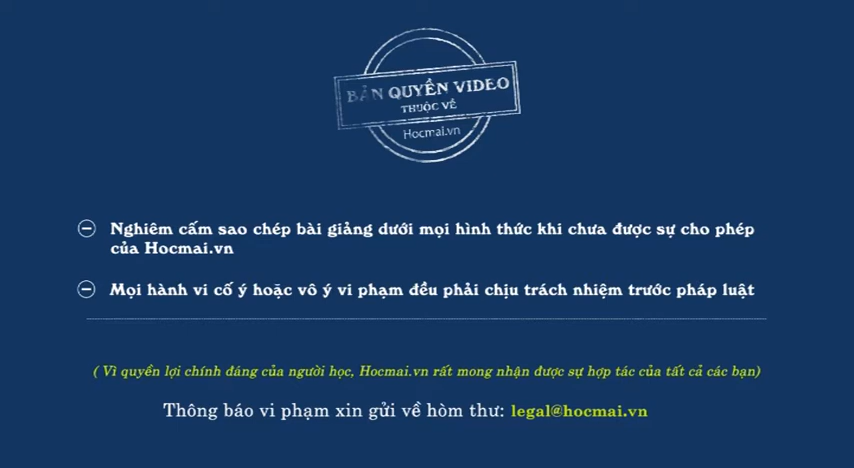 BẢN QUYỀN VIDEO
THUỘC VỀ
Hocmai.vn
Nghiêm cấm sao chép bài giảng dưới mọi hình thức khi chưa được sự cho phép
của Hocmai.vn
Mọi hành vi cố ý hoặc vô ý vi phạm đều phải chịu trách nhiệm trước pháp luật
( Vì quyền lợi chính đáng của người học, Hocmai.vn rất mong nhận được sự hợp tác của tất cả các bạn)
Thông báo vi phạm xin gửi về hòm thư: legal@hocmai.vn